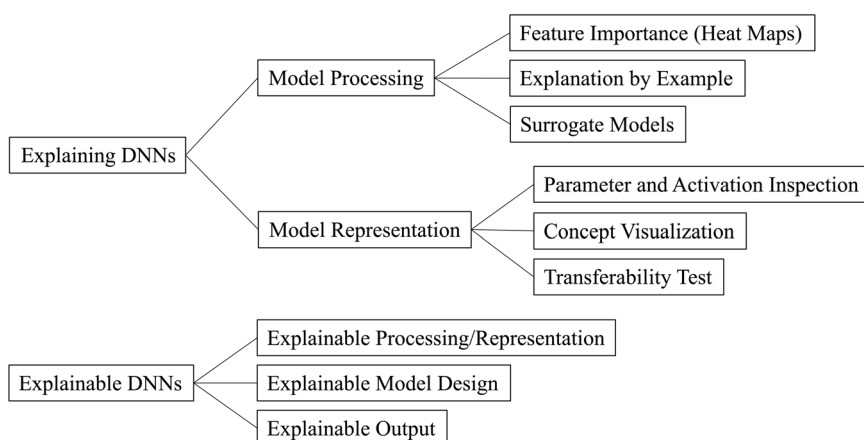 Explaining DNNs
Model Processing
Feature Importance (Heat Maps)
Explanation by Example
Surrogate Models
Model Representation
Parameter and Activation Inspection
Concept Visualization
Transferability Test
Explainable DNNs
Explainable Processing/Representation
Explainable Model Design
Explainable Output